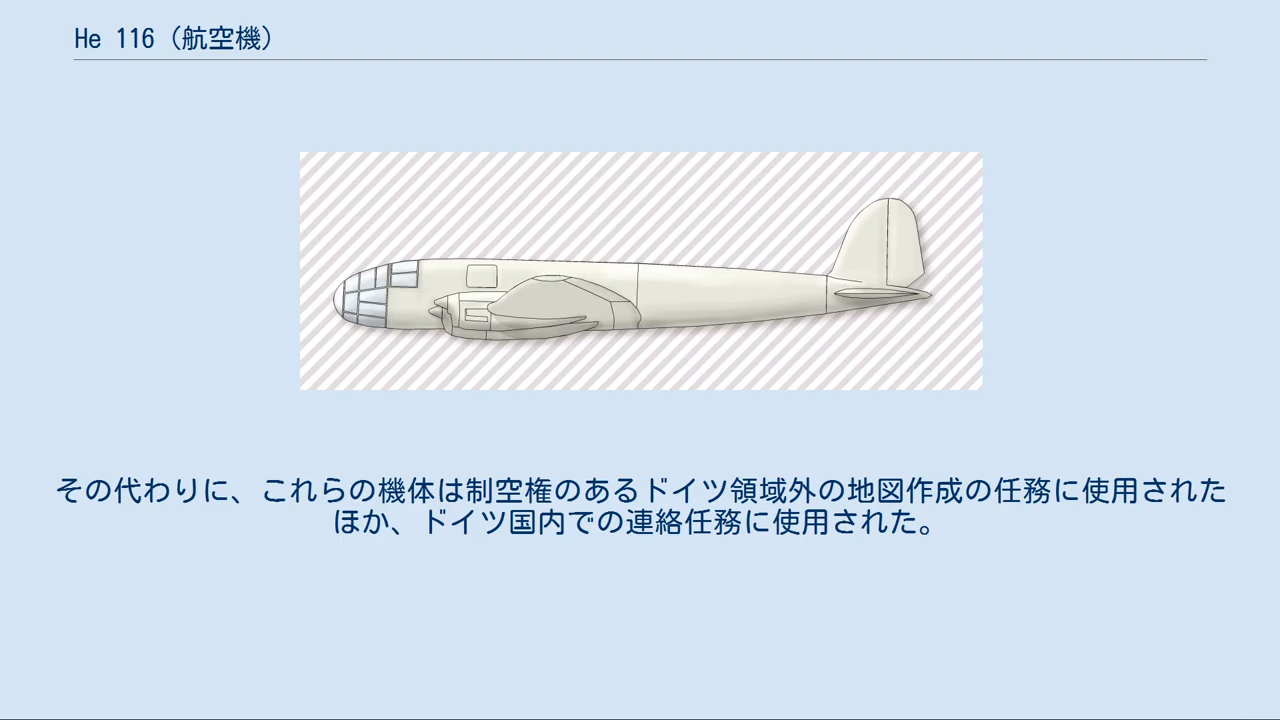 He 116（航空機）
その代わりに、これらの機体は制空権のあるドイツ領域外の地図作成の任務に使用された
ほか、ドイツ国内での連絡任務に使用された。